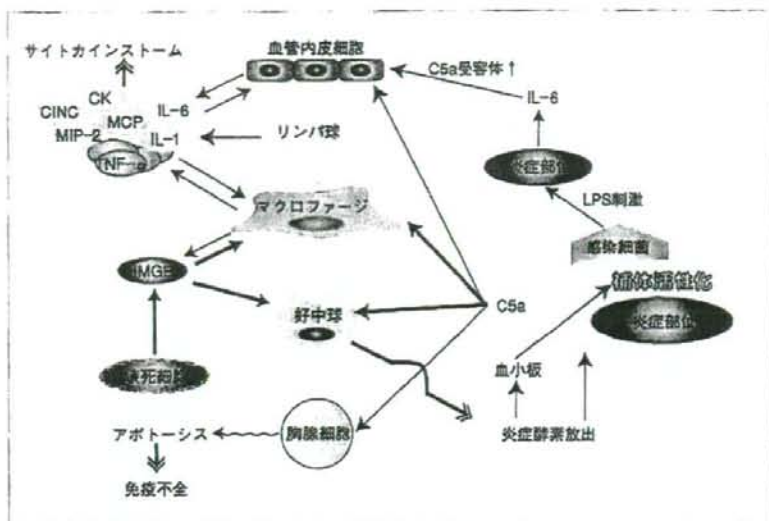 サイトカインストーム
血管内皮細胞
C5a受容体↑
IL-6
CK
CINC
IL-6
MCP
MIP-2
IL-1
リンパ球
TNF-α
炎症部位
LPS刺激
マクロファージ
感染細菌
補体活性化
炎症部位
C5a
好中球
血小板
炎症酵素放出
胸腺細胞
アポトーシス
免疫不全